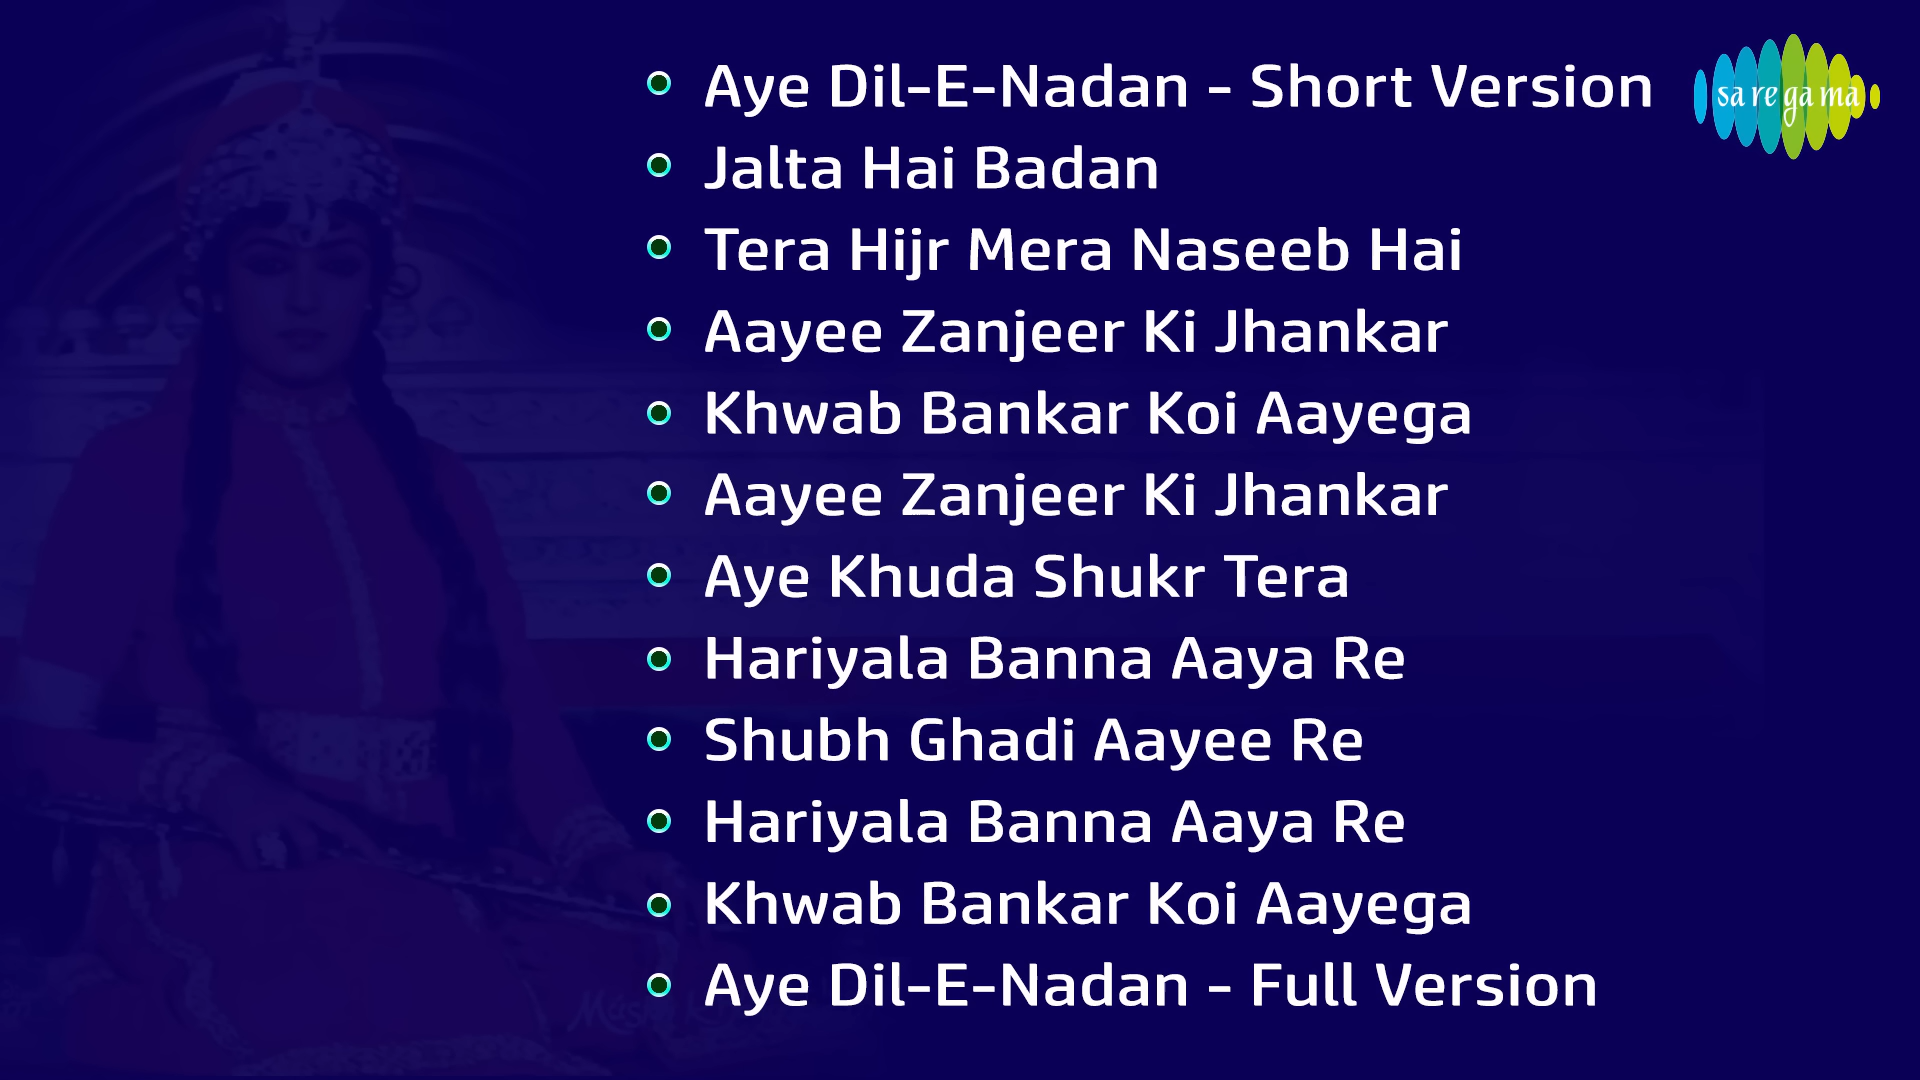 Aye Dil-E-Nadan - Short Version
sa re ga ma
Jalta Hai Badan
Tera Hijr Mera Naseeb Hai
Aayee Zanjeer Ki Jhankar
Khwab Bankar Koi Aayega
Aayee Zanjeer Ki Jhankar
Aye Khuda Shukr Tera
Hariyala Banna Aaya Re
Shubh Ghadi Aayee Re
Hariyala Banna Aaya Re
Khwab Bankar Koi Aayega
Aye Dil-E-Nadan - Full Version